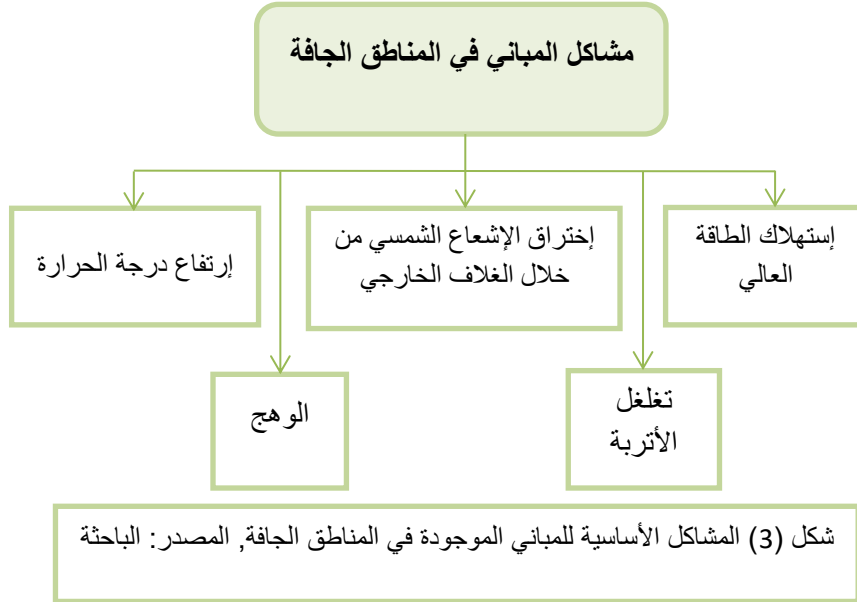 مشاكل المباني في المناطق الجافة
إستهلاك الطاقة
العالي
إختراق الإشعاع الشمسي من
خلال الغلاف الخارجي
إرتفاع درجة الحرارة
تغلغل
الأتربة
الوهج
شكل (3) المشاكل الأساسية للمباني الموجودة في المناطق الجافة, المصدر: الباحثة